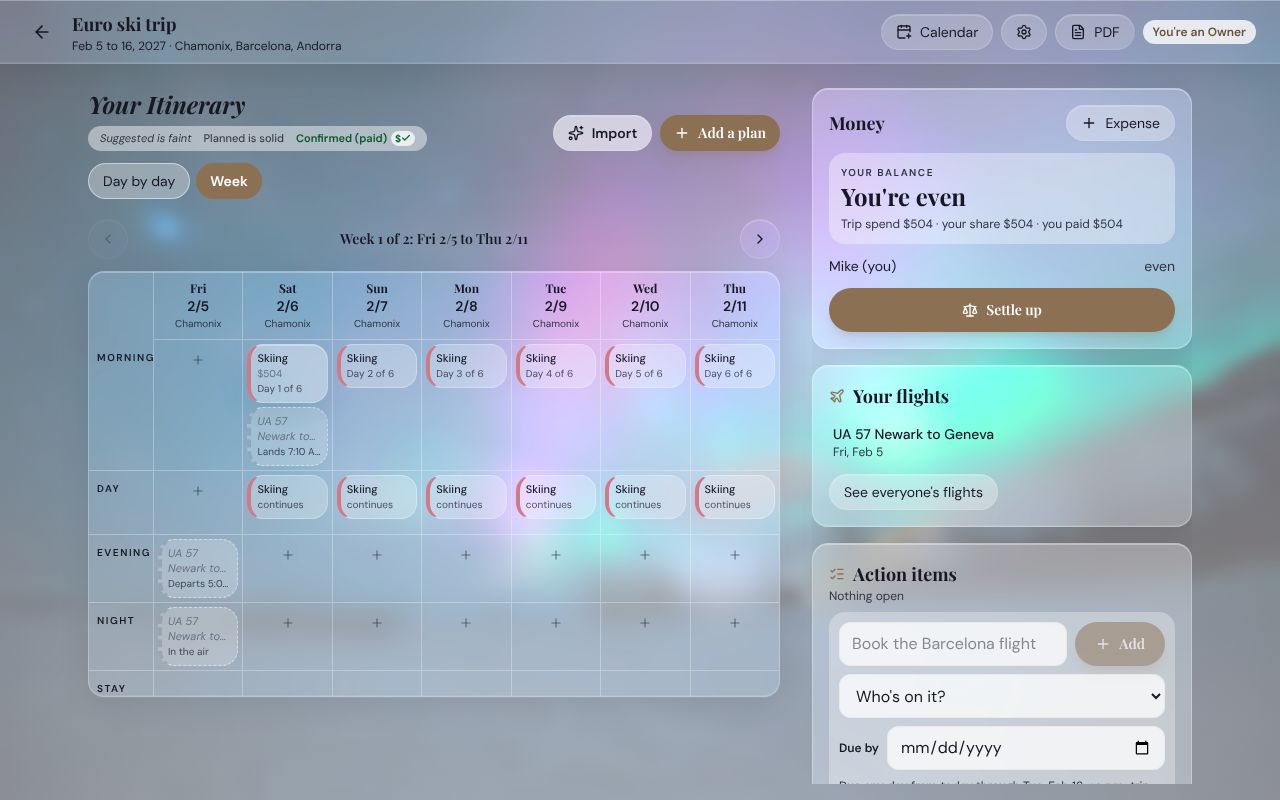 Euro ski trip
Feb 5 to 16, 2027 · Chamonix, Barcelona, Andorra
Calendar
PDF
You're an Owner
Your Itinerary
Suggested is faint Planned is solid Confirmed (paid) $✓
Import
+ Add a plan
Day by day
Week
Week 1 of 2: Fri 2/5 to Thu 2/11
Fri Sat Sun Mon Tue Wed Thu
2/5 2/6 2/7 2/8 2/9 2/10 2/11
Chamonix Chamonix Chamonix Chamonix Chamonix Chamonix Chamonix
MORNING
+
Skiing
$504
Day 1 of 6
Skiing
Day 2 of 6
Skiing
Day 3 of 6
Skiing
Day 4 of 6
Skiing
Day 5 of 6
Skiing
Day 6 of 6
UA 57
Newark to…
Lands 7:10 A…
DAY
+
Skiing
continues
Skiing
continues
Skiing
continues
Skiing
continues
Skiing
continues
Skiing
continues
EVENING
UA 57
Newark to…
Departs 5:0…
+ + + + + +
NIGHT
UA 57
Newark to…
In the air
+ + + + + +
STAY
Money
+ Expense
YOUR BALANCE
You're even
Trip spend $504 · your share $504 · you paid $504
Mike (you) even
Settle up
Your flights
UA 57 Newark to Geneva
Fri, Feb 5
See everyone's flights
Action items
Nothing open
Book the Barcelona flight
+ Add
Who's on it?
Due by mm/dd/yyyy